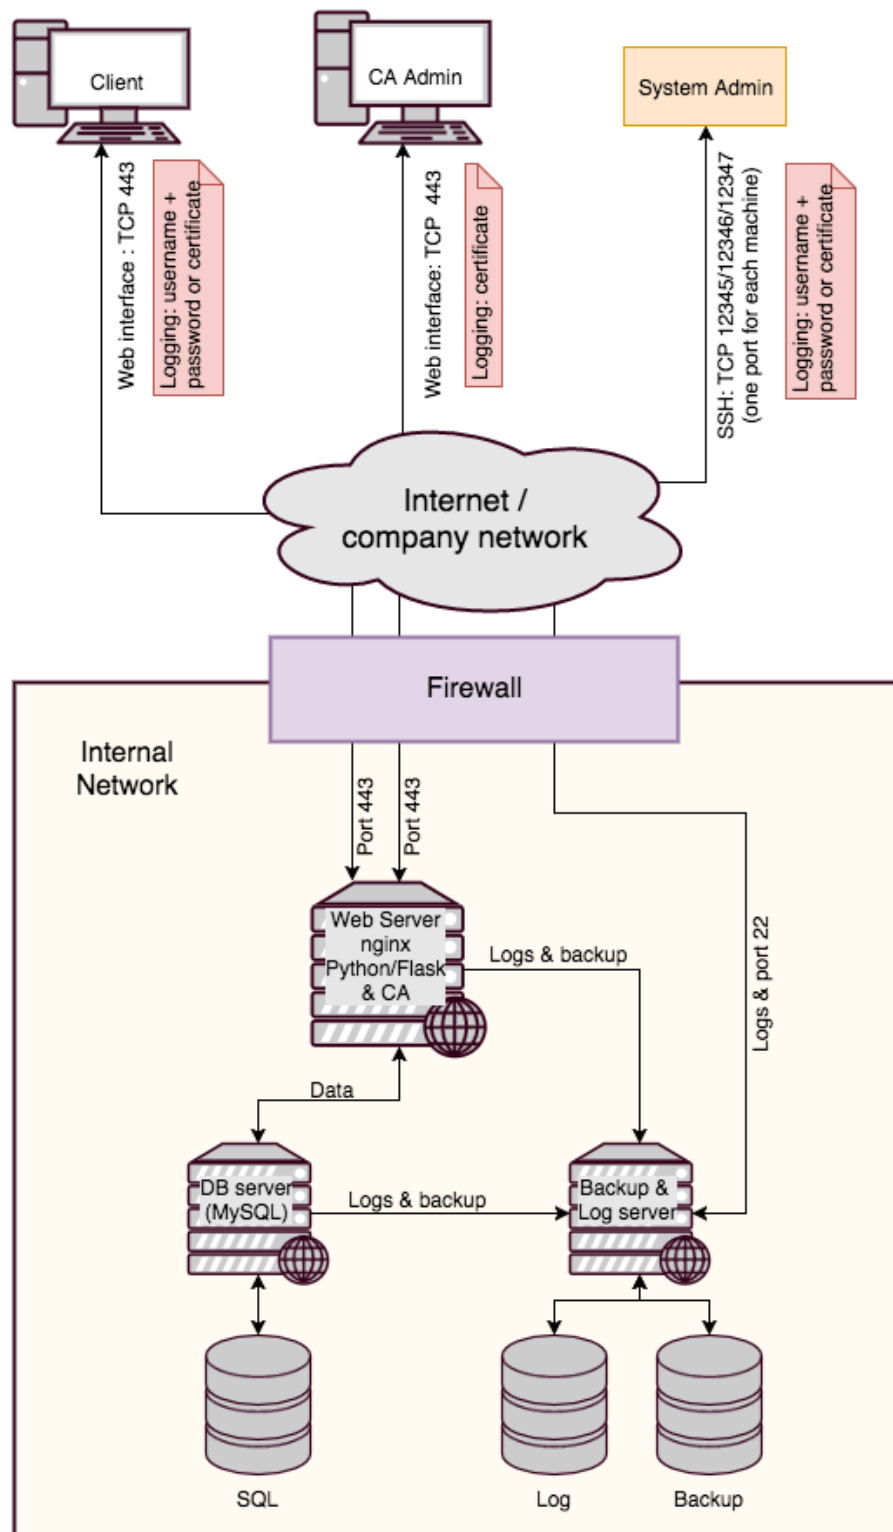 Client
CA Admin
System Admin
Web interface : TCP 443
Logging: username +
password or certificate
Web interface: TCP  443
Logging: certificate
SSH: TCP 12345/12346/12347
(one port for each machine)
Logging: username +
password or certificate
Internet /
company network
Firewall
Internal
Network
Port 443
Port 443
Web Server
nginx
Python/Flask
& CA
Logs & backup
Logs & port 22
Data
DB server
(MySQL)
Logs & backup
Backup &
Log server
SQL
Log
Backup